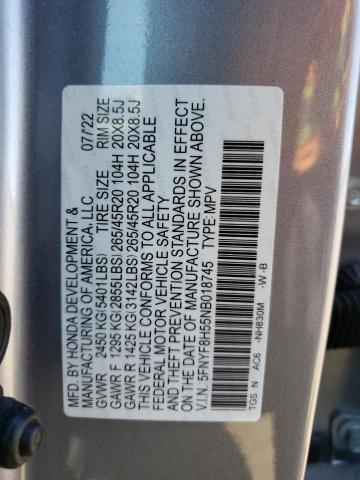 MFD. BY HONDA DEVELOPMENT &
MANUFACTURING OF AMERICA, LLC 07/'22
GVWR 2450 KG(5401LBS) TIRE SIZE RIM SIZE
GAWR F 1295 KG(2855LBS) 265/45R20 104H 20X8.5J
GAWR R 1425 KG(3142LBS) 265/45R20 104H 20X8.5J
THIS VEHICLE CONFORMS TO ALL APPLICABLE
FEDERAL MOTOR VEHICLE SAFETY
AND THEFT PREVENTION STANDARDS IN EFFECT
ON THE DATE OF MANUFACTURE SHOWN ABOVE.
V.I.N. 5FNYF8H55NB018745 TYPE:MPV
TGS N AC6 -NH830M -W -B